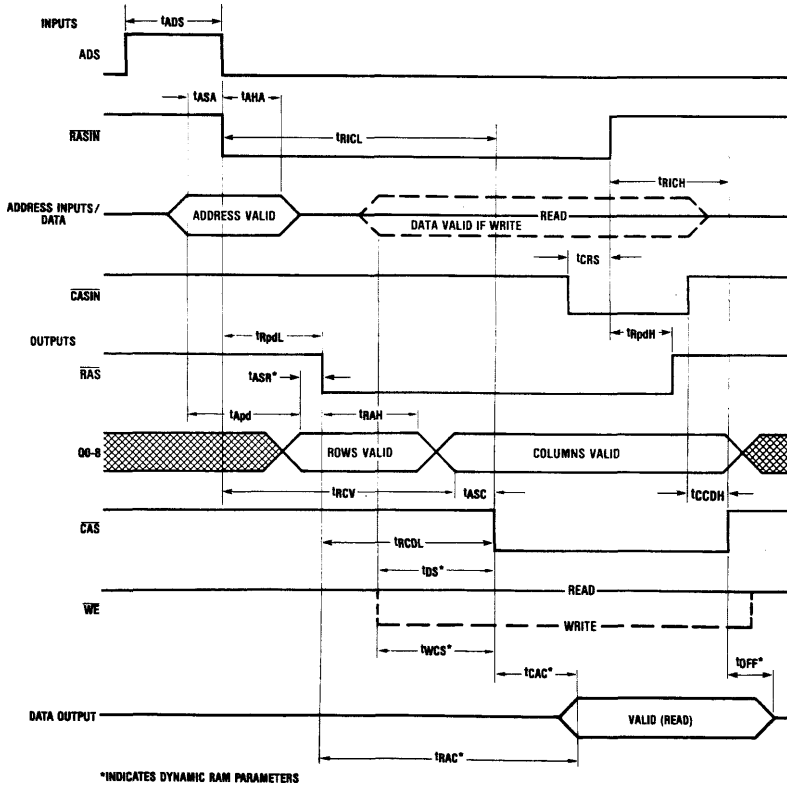 INPUTS
tADS
ADS
tASA
tAHA
RASIN
tRICL
tRICH
ADDRESS INPUTS/
DATA
ADDRESS VALID
READ
DATA VALID IF WRITE
tCRS
CASIN
tRpdL
tRpdH
OUTPUTS
RAS
tASR*
tApd
tRAH
Q0-8
ROWS VALID
COLUMNS VALID
tRCV
tASC
tCCDH
CAS
tRCDL
tDS*
READ
WE
WRITE
tWCS*
tCAC*
tOFF*
DATA OUTPUT
VALID (READ)
tRAC*
*INDICATES DYNAMIC RAM PARAMETERS